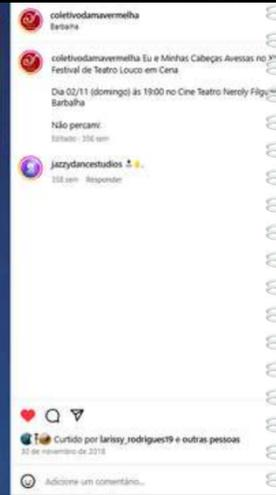 coletivodamavermelha
Barbalha
coletivodamavermelha Eu e Minhas Cabeças Avessas no
Festival de Teatro Louco em Cena
Dia 02/11 (domingo) ás 19:00 no Cine Teatro Neroly
Barbalha
Não percam!
Editado · 356 sem
jazzydancestudios
358 sem Responder
Curtido por larissy_rodrigues19 e outras pessoas
30 de novembro de 2018
Adicione um comentário...